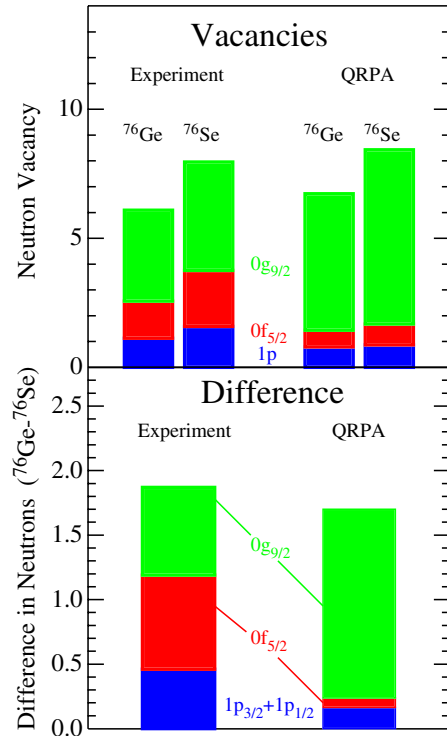 Vacancies
Experiment QRPA
⁷⁶Ge ⁷⁶Se ⁷⁶Ge ⁷⁶Se
Neutron Vacancy
10
5
0
0g₉/₂
0f₅/₂
1p
Difference
Experiment QRPA
Difference in Neutrons (⁷⁶Ge-⁷⁶Se)
2.5
2.0
1.5
1.0
0.5
0.0
0g₉/₂
0f₅/₂
1p₃/₂+1p₁/₂